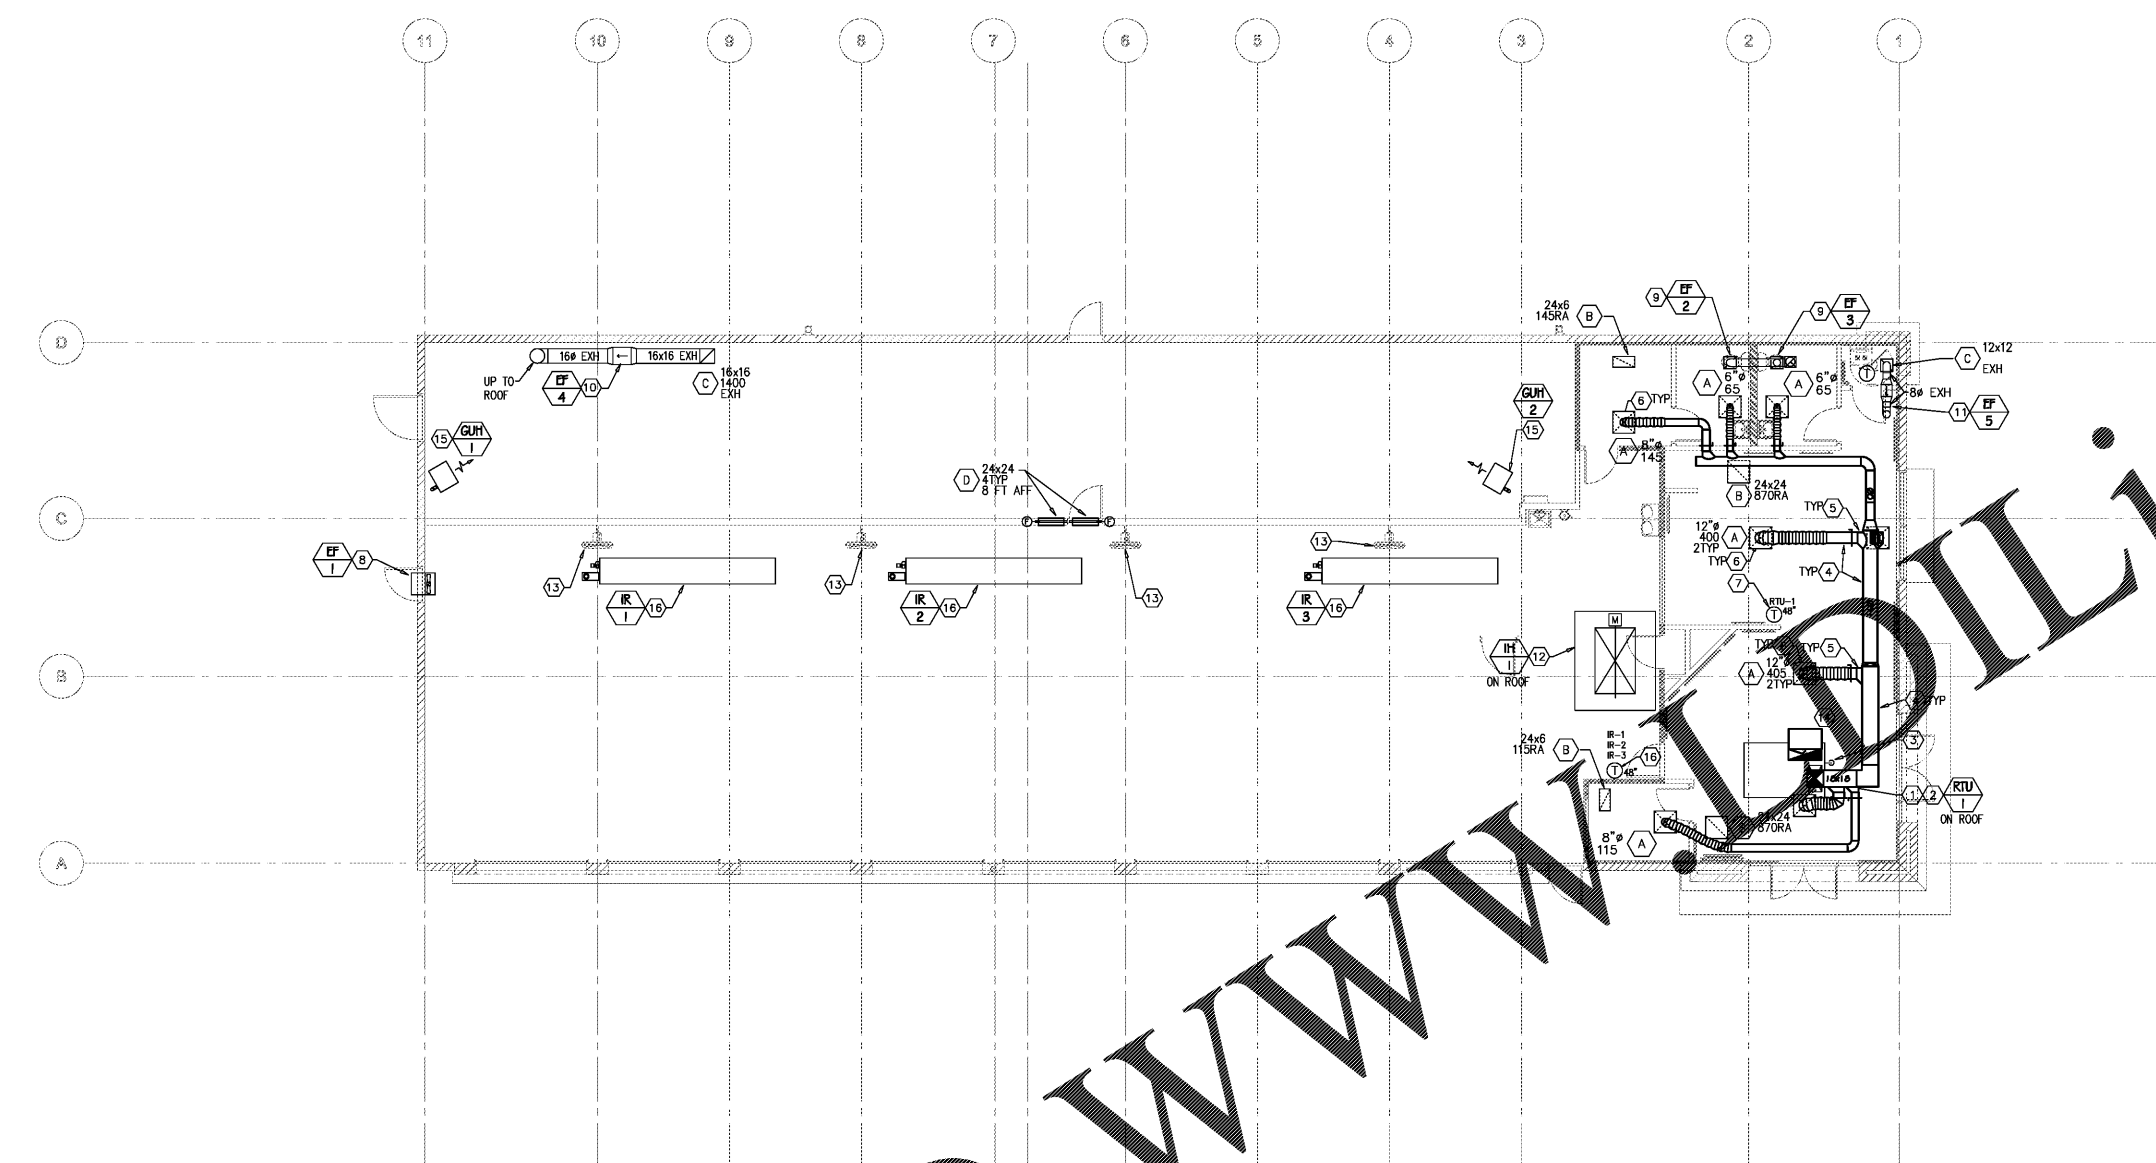 11 10 9 8 7 6 5 4 3 2 1
D
C
B
A
16ø EXH
16x16 EXH
UP TO
ROOF
EF
4
10
C
16x16
1400
EXH
15
GUH
1
EF
1
8
D
24x24
4TYP
8 FT AFF
F
F
13
IR
1
16
13
IR
2
16
13
13
IR
3
16
GUH
2
15
24x6
145RA
B
9
EF
2
9
EF
3
C
12x12
EXH
T
8ø EXH
11
EF
5
A
6"ø
65
A
6"ø
65
6
TYP
A
8"ø
145
B
24x24
870RA
TYP
5
12"ø
400
2TYP
A
TYP
6
TYP
4
7
RTU-1
T
48"
M
IH
1
12
ON ROOF
TYP
TYP
5
12"ø
405
2TYP
A
TYP
14
3
24x6
115RA
B
IR-1
IR-2
IR-3
T
48"
16
18x18
1
2
RTU
1
ON ROOF
24x24
870RA
8"ø
115
A
WWW.LDILi